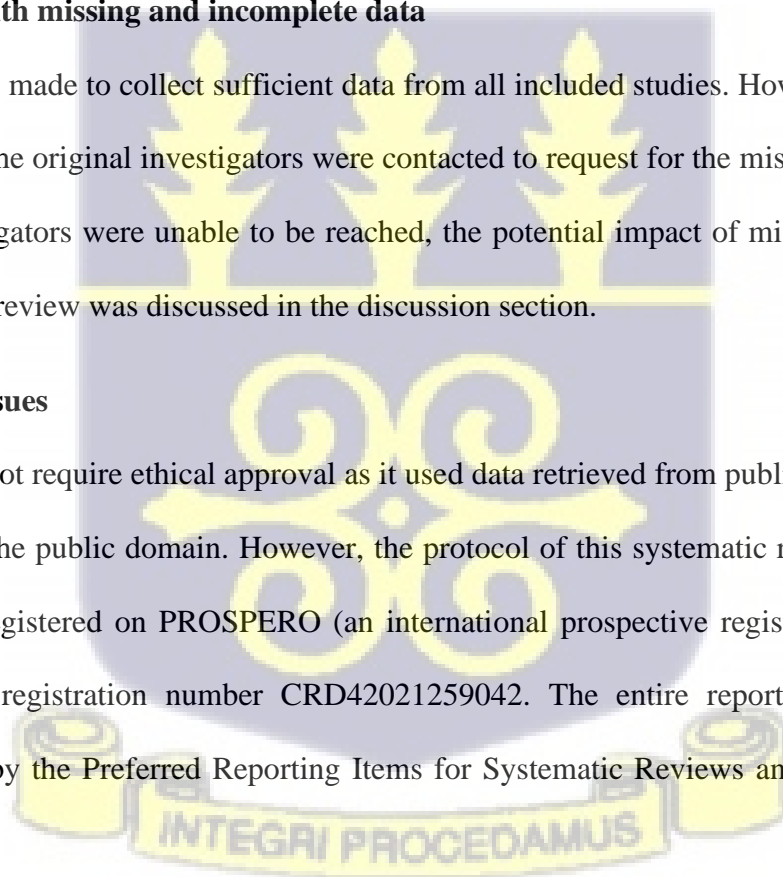 th missing and incomplete data
made to collect sufficient data from all included studies. How
ne original investigators were contacted to request for the mis
gators were unable to be reached, the potential impact of mi
review was discussed in the discussion section.
sues
ot require ethical approval as it used data retrieved from publi
he public domain. However, the protocol of this systematic r
egistered on PROSPERO (an international prospective regis
registration number CRD42021259042. The entire report
by the Preferred Reporting Items for Systematic Reviews an
INTEGRI PROCEDAMUS